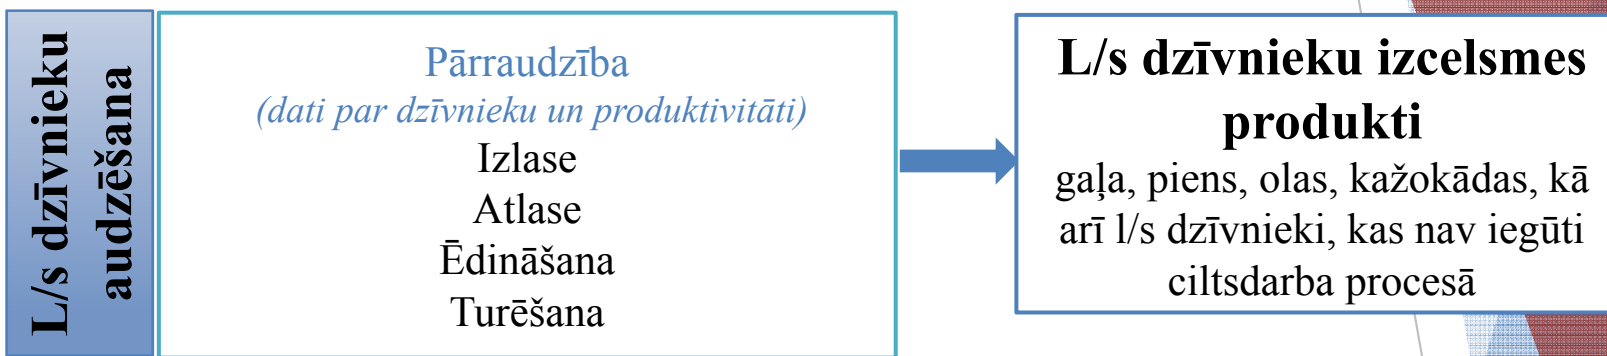 L/s dzīvnieku
audzēšana
Pārraudzība
(dati par dzīvnieku un produktivitāti)
Izlase
Atlase
Ēdināšana
Turēšana
L/s dzīvnieku izcelsmes
produkti
gaļa, piens, olas, kažokādas, kā
arī l/s dzīvnieki, kas nav iegūti
ciltsdarba procesā